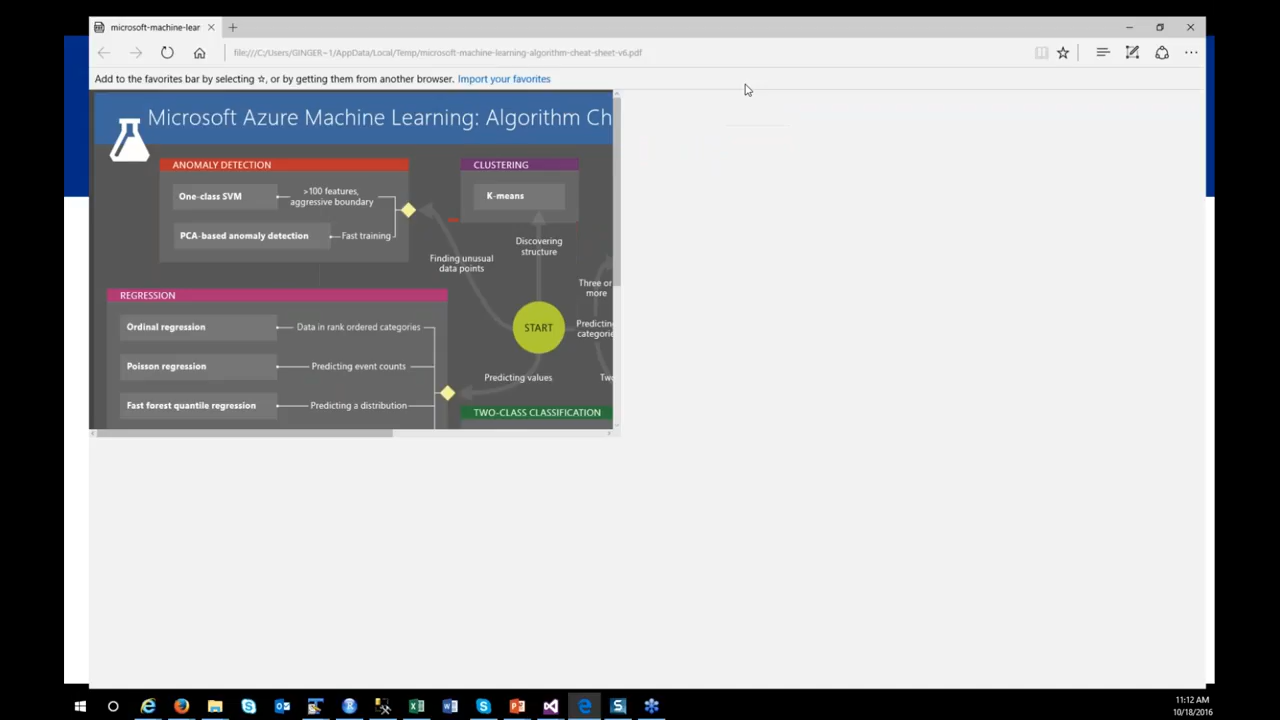 microsoft-machine-lear
file:///C:/Users/GINGER~1/AppData/Local/Temp/microsoft-machine-learning-algorithm-cheat-sheet-v6.pdf
Add to the favorites bar by selecting ☆, or by getting them from another browser. Import your favorites
Microsoft Azure Machine Learning: Algorithm Ch
ANOMALY DETECTION
One-class SVM
>100 features,
aggressive boundary
PCA-based anomaly detection
Fast training
CLUSTERING
K-means
Discovering
structure
Finding unusual
data points
Three or
more
START
Predicting
categorie
Predicting values
Two
REGRESSION
Ordinal regression
Data in rank ordered categories
Poisson regression
Predicting event counts
Fast forest quantile regression
Predicting a distribution
TWO-CLASS CLASSIFICATION
11:12 AM
10/18/2016